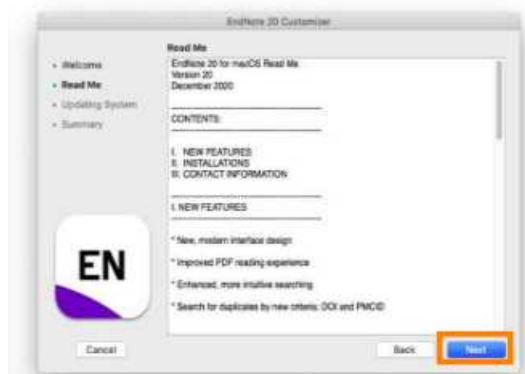 EndNote 20 Customizer
Read Me
• Welcome
• Read Me
• Updating System
• Summary
EndNote 20 for macOS Read Me
Version 20
December 2020
CONTENTS:
I. NEW FEATURES
II. INSTALLATIONS
III. CONTACT INFORMATION
I. NEW FEATURES
* New, modern interface design
* Improved PDF reading experience
* Enhanced, more intuitive searching
* Search for duplicates by new criteria: DOI and PMCID
EN
Cancel
Back
Next